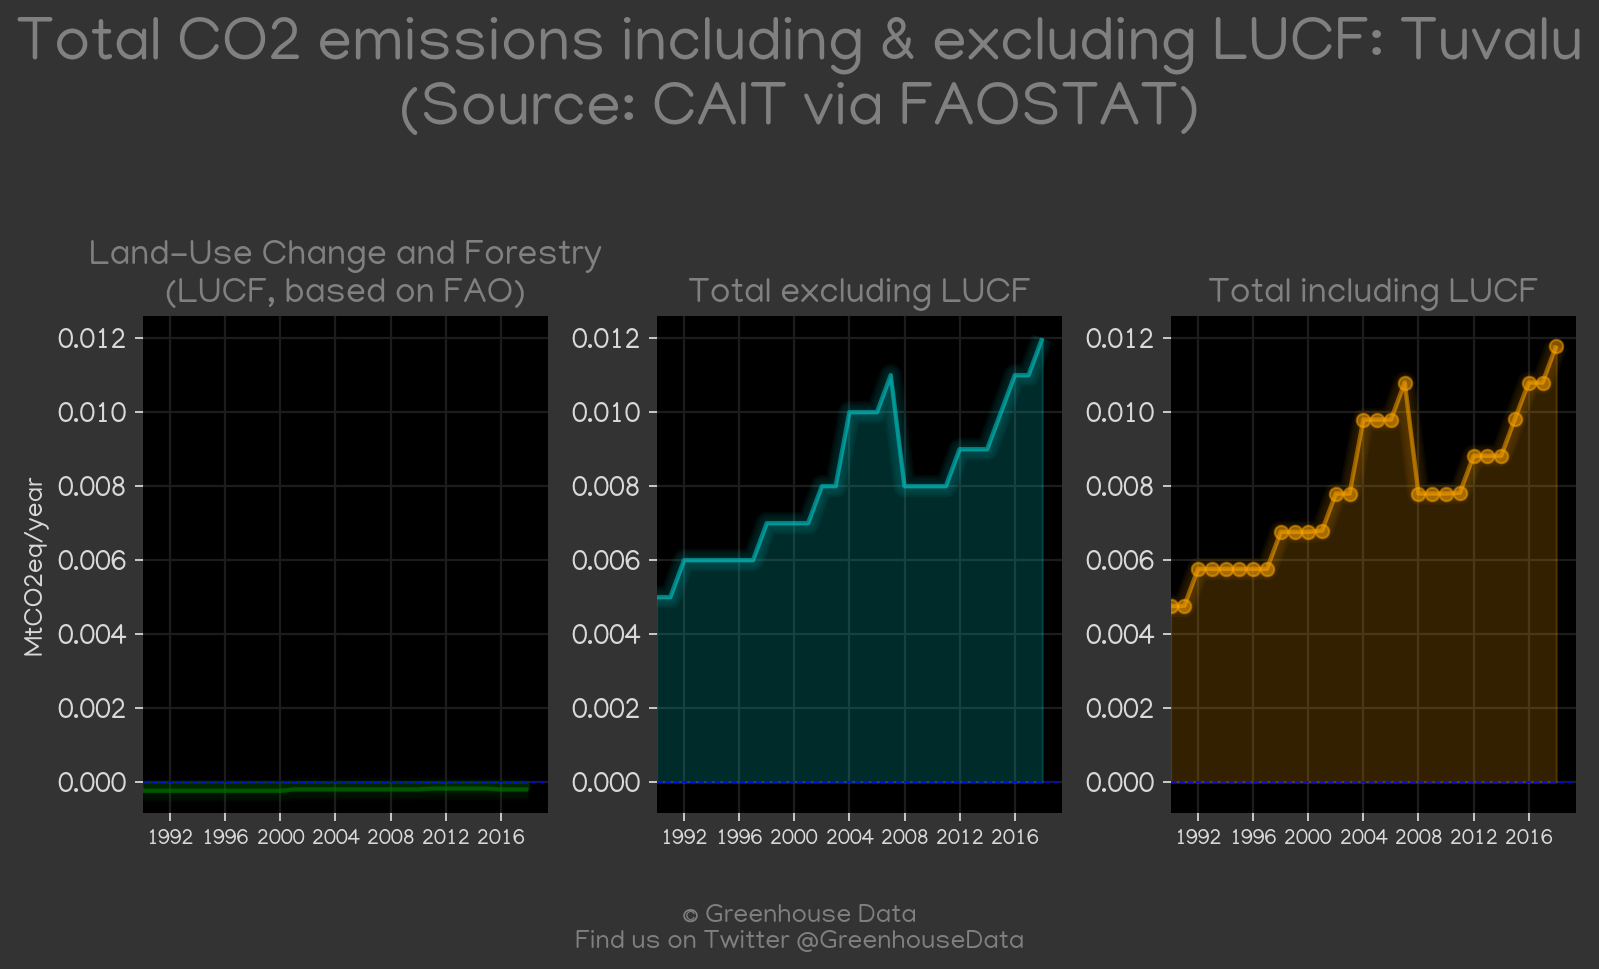 Total CO2 emissions including & excluding LUCF: Tuvalu
(Source: CAIT via FAOSTAT)
Land-Use Change and Forestry
(LUCF, based on FAO)
Total excluding LUCF
Total including LUCF
MtCO2eq/year
0.012
0.010
0.008
0.006
0.004
0.002
0.000
1992 1996 2000 2004 2008 2012 2016
0.012
0.010
0.008
0.006
0.004
0.002
0.000
1992 1996 2000 2004 2008 2012 2016
0.012
0.010
0.008
0.006
0.004
0.002
0.000
1992 1996 2000 2004 2008 2012 2016
© Greenhouse Data
Find us on Twitter @GreenhouseData